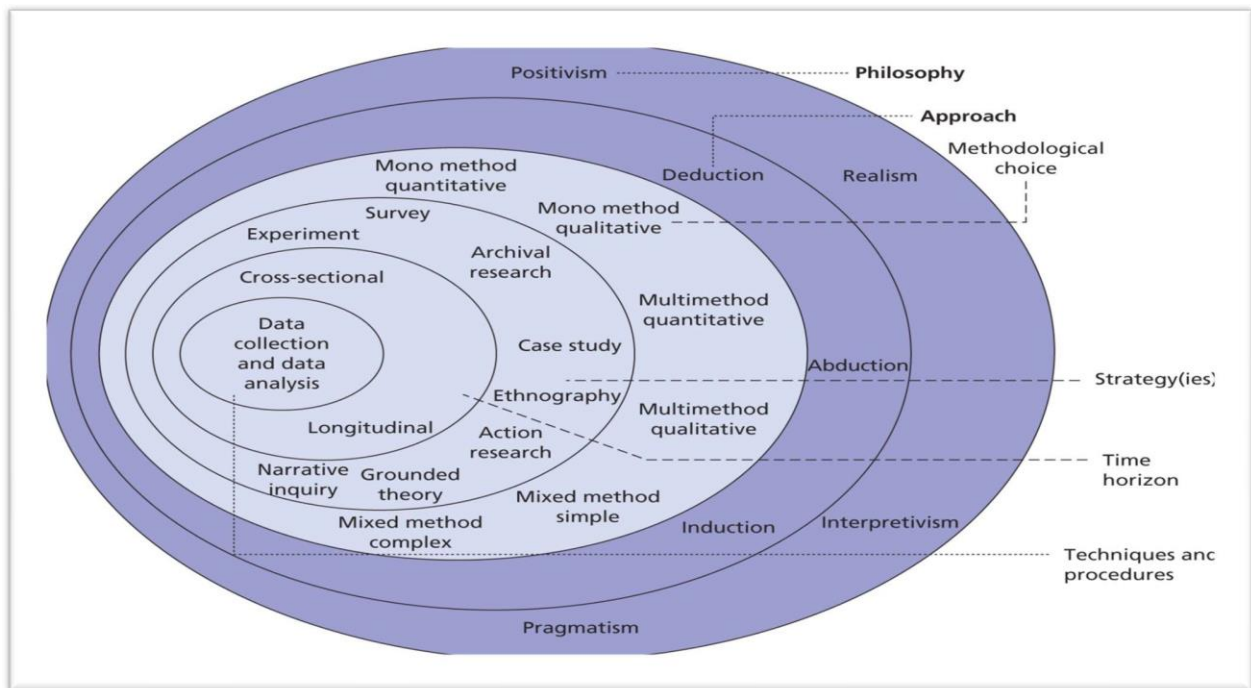 Positivism
Philosophy
Approach
Methodological
choice
Mono method
quantitative
Deduction
Realism
Survey
Mono method
qualitative
Experiment
Archival
research
Cross-sectional
Multimethod
quantitative
Data
collection
and data
analysis
Case study
Abduction
Strategy(ies)
Ethnography
Multimethod
qualitative
Longitudinal
Action
research
Time
horizon
Narrative
inquiry
Grounded
theory
Mixed method
simple
Mixed method
complex
Induction
Interpretivism
Techniques and
procedures
Pragmatism